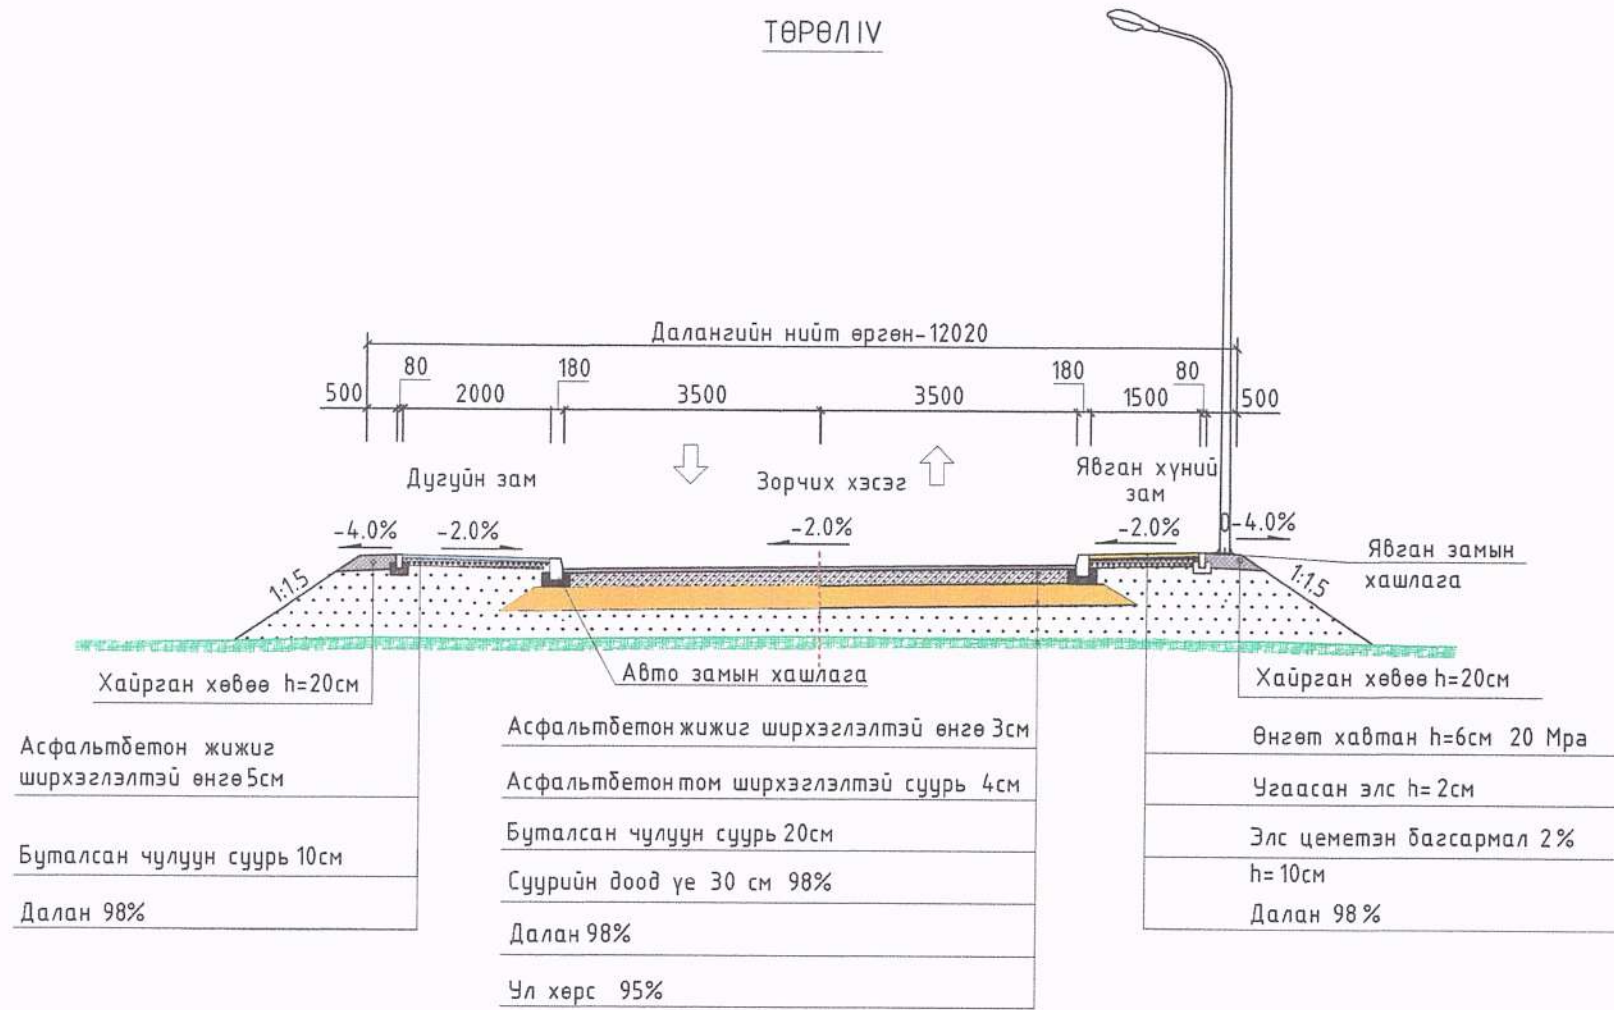 ТӨРӨЛ IV
Далангийн нийт өргөн-12020
500
80
2000
180
3500
3500
180
1500
80
500
Дугуйн зам
Зорчих хэсэг
Явган хүний
зам
-4.0%
-2.0%
-2.0%
-2.0%
-4.0%
1:1.5
1:1.5
Явган замын
хашлага
Хайрган хөвөө h=20см
Авто замын хашлага
Хайрган хөвөө h=20см
Асфальтбетон жижиг
ширхэглэлтэй өнгө 5см
Буталсан чулуун суурь 10см
Далан 98%
Асфальтбетон жижиг ширхэглэлтэй өнгө 3см
Асфальтбетон том ширхэглэлтэй суурь 4см
Буталсан чулуун суурь 20см
Суурийн доод үе 30 см 98%
Далан 98%
Ул хөрс 95%
Өнгөт хавтан h=6см 20 Мра
Угаасан элс h= 2см
Элс цеметэн багсармал 2%
h= 10см
Далан 98 %